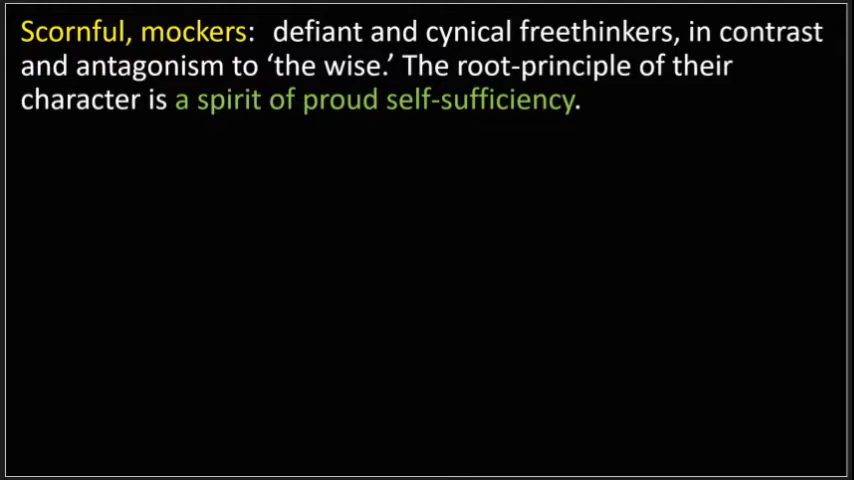 Scornful, mockers:  defiant and cynical freethinkers, in contrast
and antagonism to ‘the wise.’ The root-principle of their
character is a spirit of proud self-sufficiency.